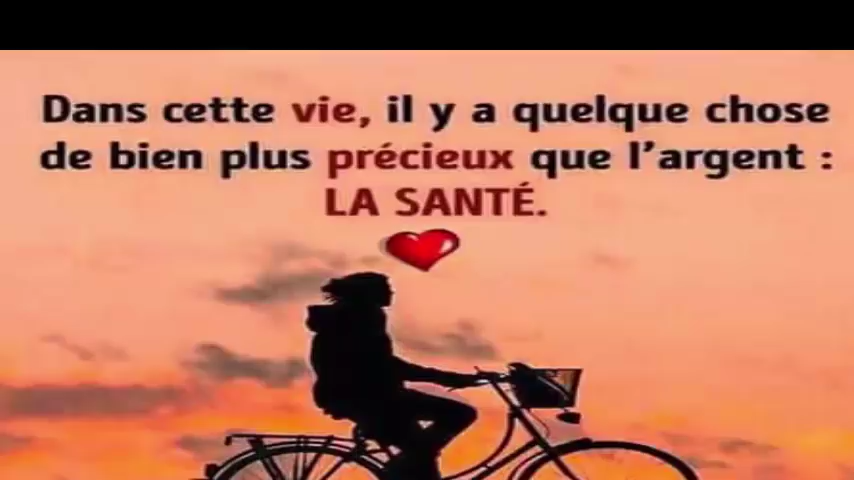 Dans cette vie, il y a quelque chose
de bien plus précieux que l'argent :
LA SANTÉ.